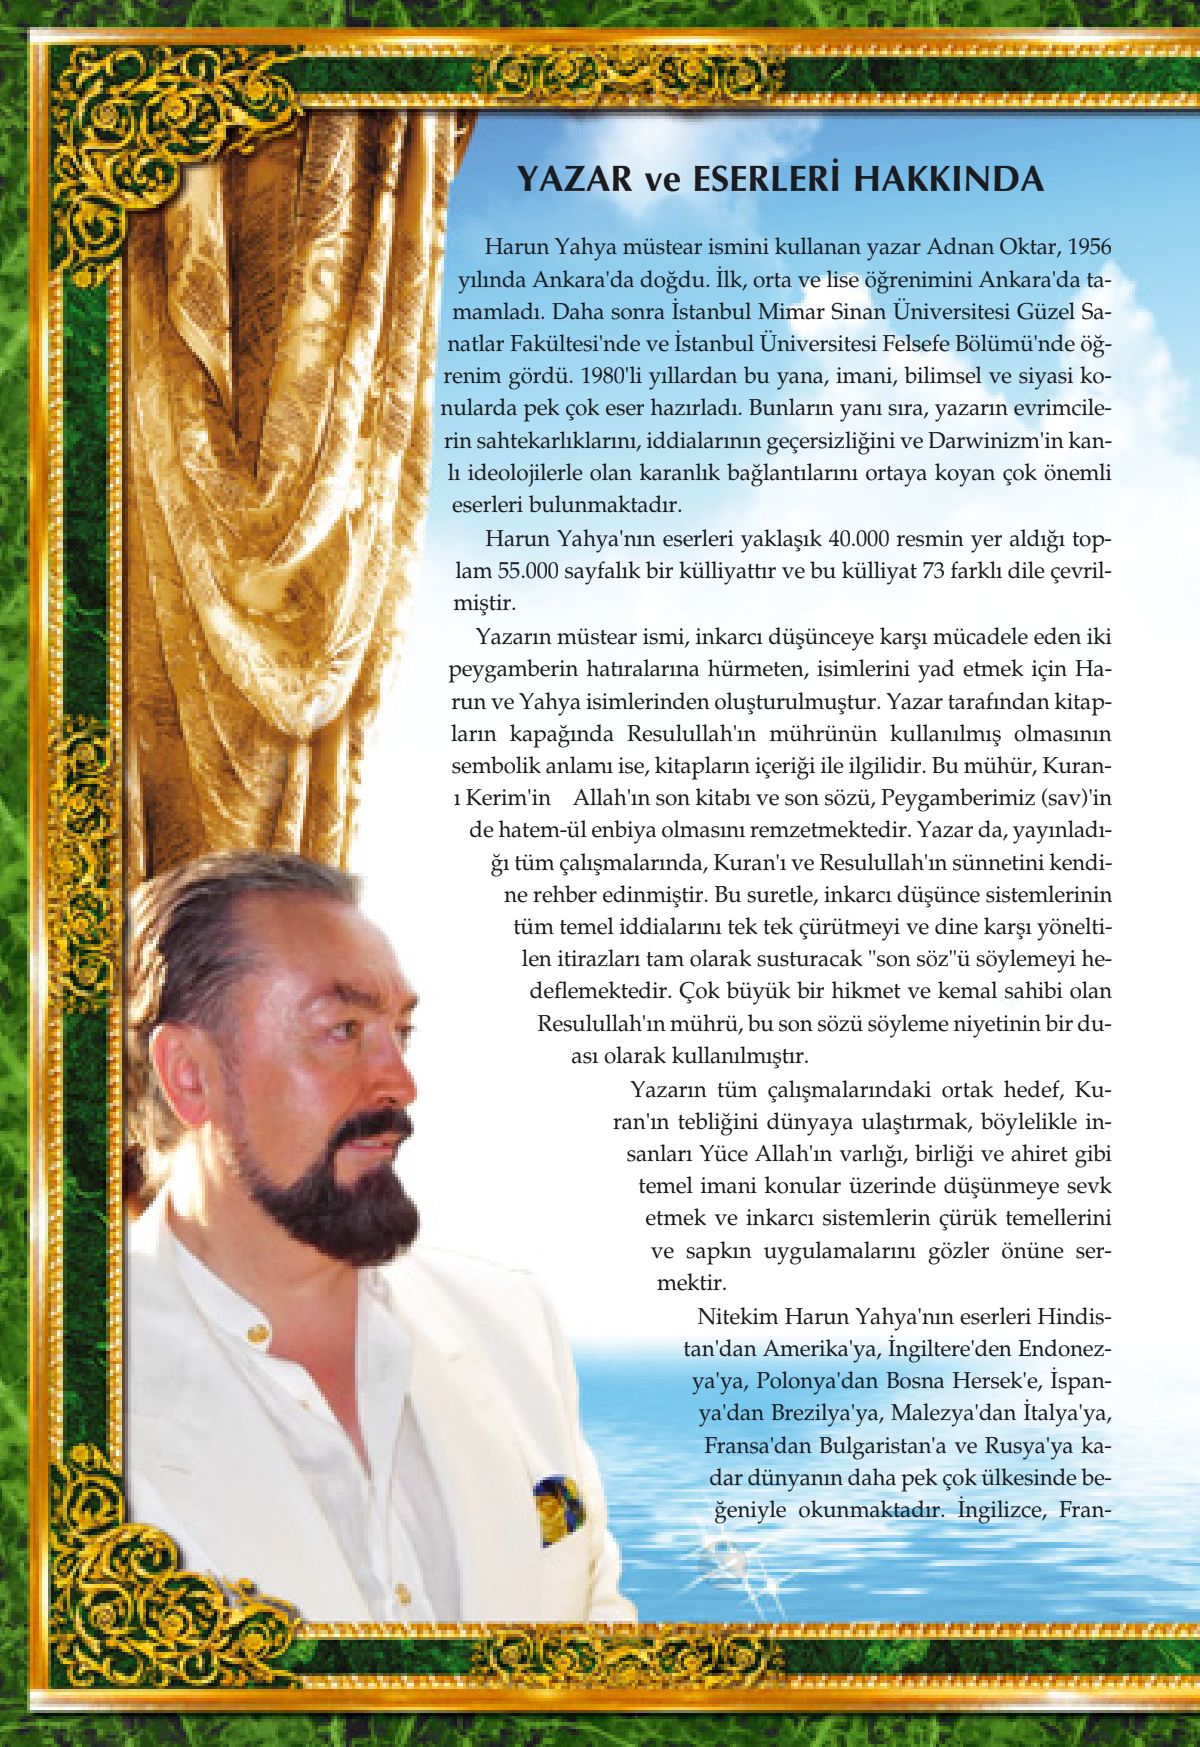 YAZAR ve ESERLERİ HAKKINDA
Harun Yahya müstear ismini kullanan yazar Adnan Oktar, 1956
yılında Ankara'da doğdu. İlk, orta ve lise öğrenimini Ankara'da ta-
mamladı. Daha sonra İstanbul Mimar Sinan Üniversitesi Güzel Sa-
natlar Fakültesi'nde ve İstanbul Üniversitesi Felsefe Bölümü'nde öğ-
renim gördü. 1980'li yıllardan bu yana, imani, bilimsel ve siyasi ko-
nularda pek çok eser hazırladı. Bunların yanı sıra, yazarın evrimcile-
rin sahtekarlıklarını, iddialarının geçersizliğini ve Darwinizm'in kan-
lı ideolojilerle olan karanlık bağlantılarını ortaya koyan çok önemli
eserleri bulunmaktadır.
Harun Yahya'nın eserleri yaklaşık 40.000 resmin yer aldığı top-
lam 55.000 sayfalık bir külliyattır ve bu külliyat 73 farklı dile çevril-
miştir.
Yazarın müstear ismi, inkarcı düşünceye karşı mücadele eden iki
peygamberin hatıralarına hürmeten, isimlerini yad etmek için Ha-
run ve Yahya isimlerinden oluşturulmuştur. Yazar tarafından kitap-
ların kapağında Resulullah'ın mührünün kullanılmış olmasının
sembolik anlamı ise, kitapların içeriği ile ilgilidir. Bu mühür, Kuran-
ı Kerim'in Allah'ın son kitabı ve son sözü, Peygamberimiz (sav)'in
de hatem-ül enbiya olmasını remzetmektedir. Yazar da, yayınladı-
ğı tüm çalışmalarında, Kuran'ı ve Resulullah'ın sünnetini kendi-
ne rehber edinmiştir. Bu suretle, inkarcı düşünce sistemlerinin
tüm temel iddialarını tek tek çürütmeyi ve dine karşı yönelti-
len itirazları tam olarak susturacak "son söz"ü söylemeyi he-
deflemektedir. Çok büyük bir hikmet ve kemal sahibi olan
Resulullah'ın mührü, bu son sözü söyleme niyetinin bir du-
ası olarak kullanılmıştır.
Yazarın tüm çalışmalarındaki ortak hedef, Ku-
ran'ın tebliğini dünyaya ulaştırmak, böylelikle in-
sanları Yüce Allah'ın varlığı, birliği ve ahiret gibi
temel imani konular üzerinde düşünmeye sevk
etmek ve inkarcı sistemlerin çürük temellerini
ve sapkın uygulamalarını gözler önüne ser-
mektir.
Nitekim Harun Yahya'nın eserleri Hindis-
tan'dan Amerika'ya, İngiltere'den Endonez-
ya'ya, Polonya'dan Bosna Hersek'e, İspan-
ya'dan Brezilya'ya, Malezya'dan İtalya'ya,
Fransa'dan Bulgaristan'a ve Rusya'ya ka-
dar dünyanın daha pek çok ülkesinde be-
ğeniyle okunmaktadır. İngilizce, Fran-